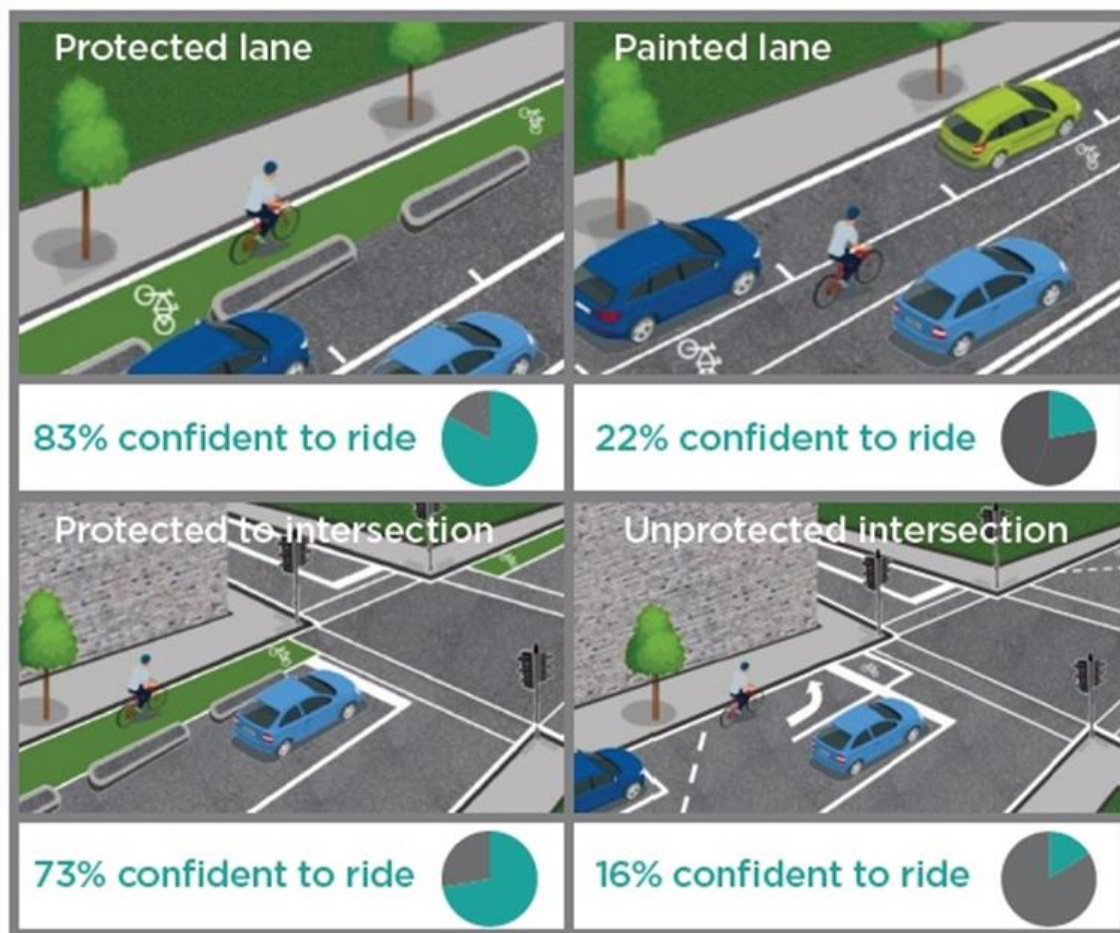 Protected lane
Painted lane
83% confident to ride
22% confident to ride
Protected to intersection
Unprotected intersection
73% confident to ride
16% confident to ride